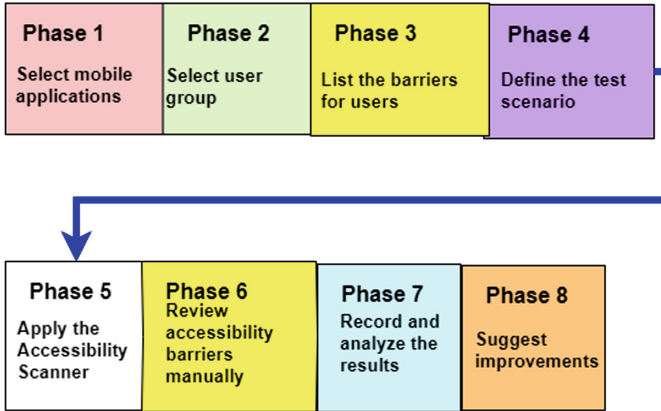 Phase 1
Select mobile
applications
Phase 2
Select user
group
Phase 3
List the barriers
for users
Phase 4
Define the test
scenario
Phase 5
Apply the
Accessibility
Scanner
Phase 6
Review
accessibility
barriers
manually
Phase 7
Record and
analyze the
results
Phase 8
Suggest
improvements